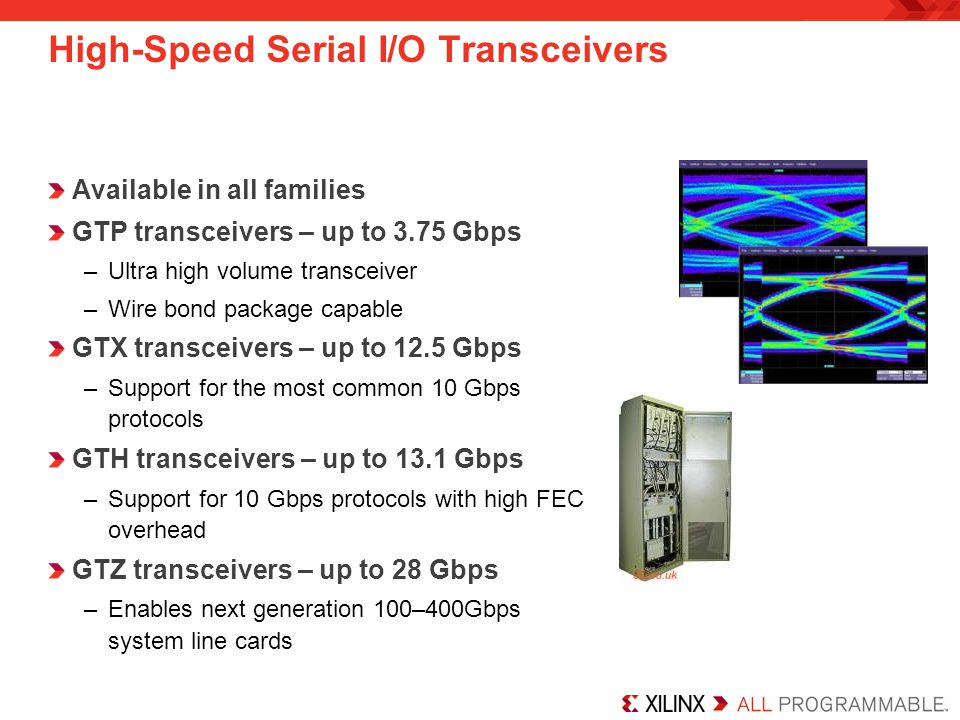 High-Speed Serial I/O Transceivers
Available in all families
GTP transceivers – up to 3.75 Gbps
– Ultra high volume transceiver
– Wire bond package capable
GTX transceivers – up to 12.5 Gbps
– Support for the most common 10 Gbps
protocols
GTH transceivers – up to 13.1 Gbps
– Support for 10 Gbps protocols with high FEC
overhead
GTZ transceivers – up to 28 Gbps
– Enables next generation 100–400Gbps
system line cards
XILINX ALL PROGRAMMABLE.